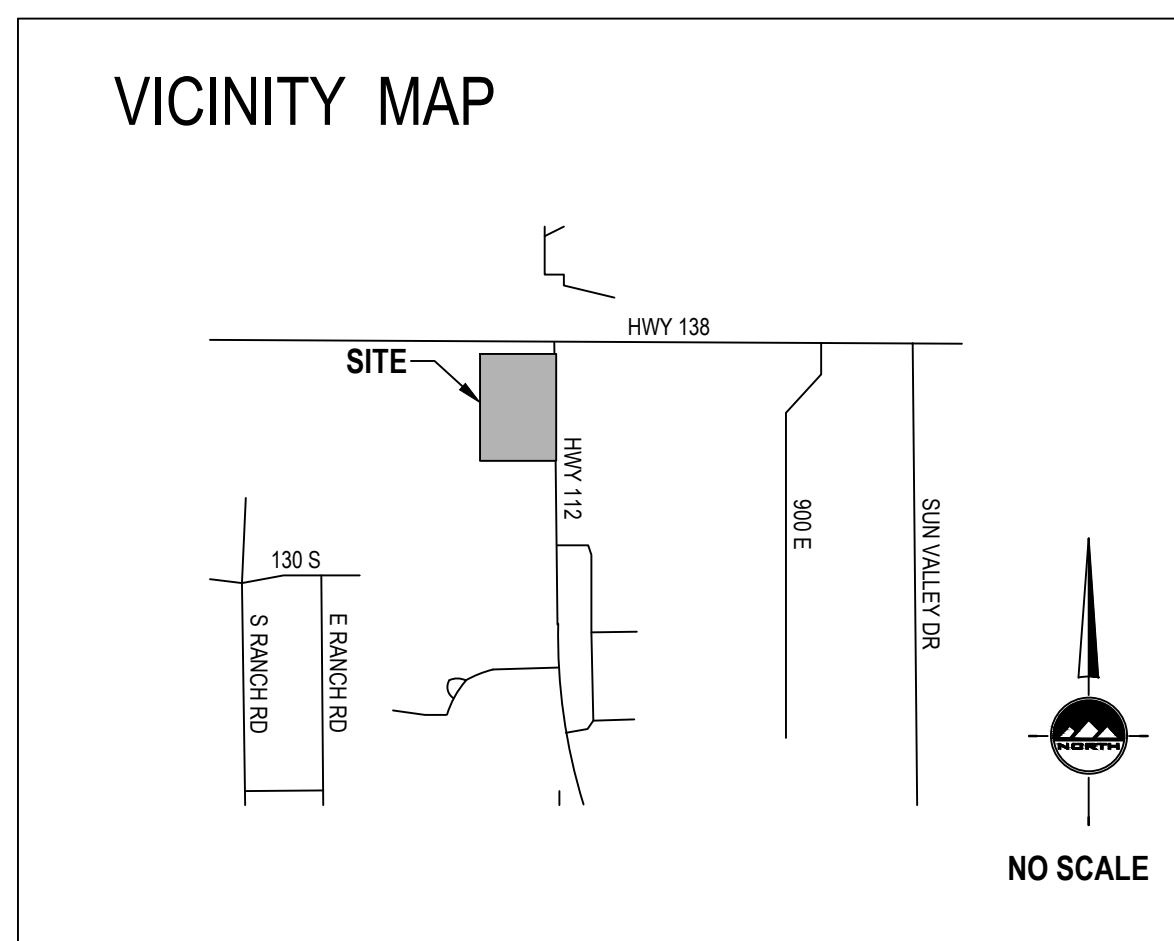 VICINITY MAP
HWY 138
SITE
HWY 112
900 E
SUN VALLEY DR
130 S
S RANCH RD
E RANCH RD
NORTH
NO SCALE